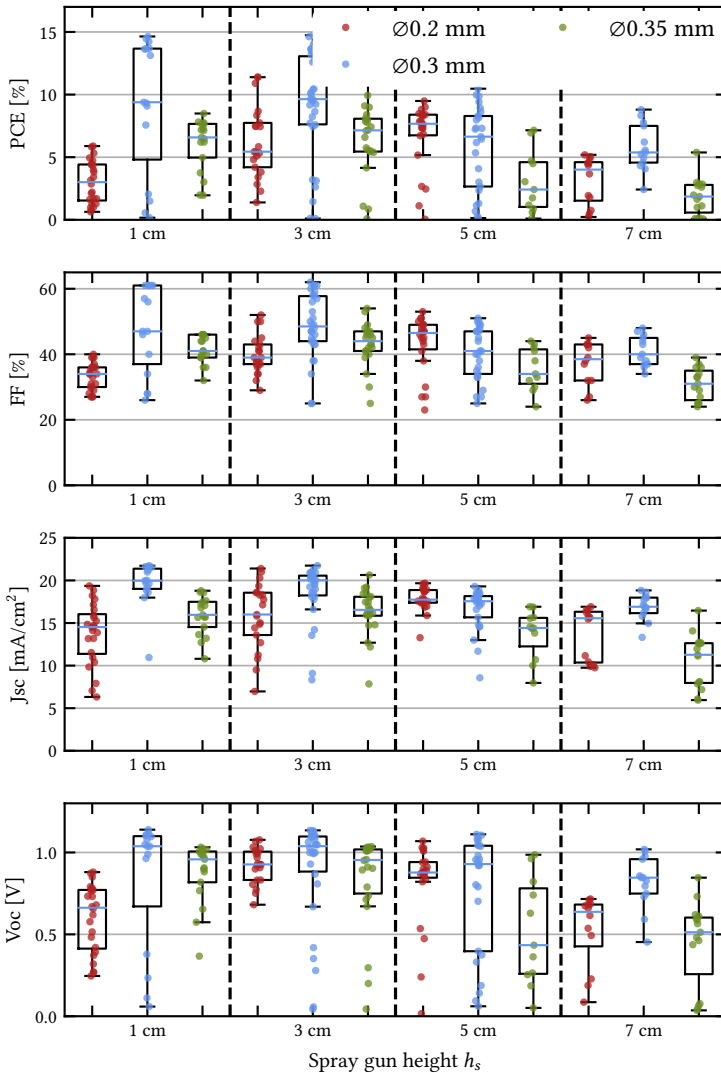 ∅0.2 mm ∅0.35 mm
∅0.3 mm
PCE [%]
15
10
5
0
1 cm 3 cm 5 cm 7 cm
FF [%]
60
40
20
0
1 cm 3 cm 5 cm 7 cm
Jsc [mA/cm²]
25
20
15
10
5
0
1 cm 3 cm 5 cm 7 cm
Voc [V]
1.0
0.5
0.0
1 cm 3 cm 5 cm 7 cm
Spray gun height hₛ